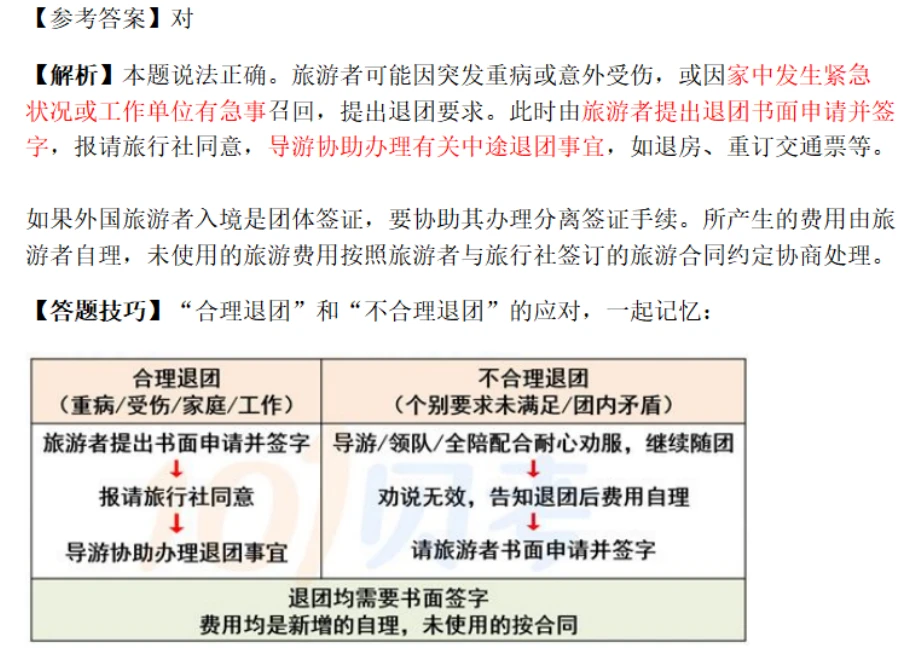 【参考答案】对
【解析】本题说法正确。旅游者可能因突发重病或意外受伤，或因家中发生紧急
状况或工作单位有急事召回，提出退团要求。此时由旅游者提出退团书面申请并签
字，报请旅行社同意，导游协助办理有关中途退团事宜，如退房、重订交通票等。
如果外国旅游者入境是团体签证，要协助其办理分离签证手续。所产生的费用由旅
游者自理，未使用的旅游费用按照旅游者与旅行社签订的旅游合同约定协商处理。
【答题技巧】“合理退团”和“不合理退团”的应对，一起记忆：
合理退团
（重病/受伤/家庭/工作）
不合理退团
（个别要求未满足/团内矛盾）
旅游者提出书面申请并签字
↓
报请旅行社同意
↓
导游协助办理退团事宜
导游/领队/全陪配合耐心劝服，继续随团
↓
劝说无效，告知退团后费用自理
↓
请旅游者书面申请并签字
退团均需要书面签字
费用均是新增的自理，未使用的按合同